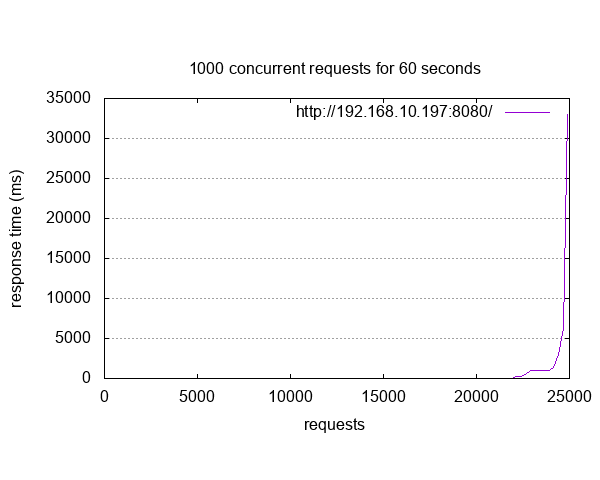 1000 concurrent requests for 60 seconds
35000
http://192.168.10.197:8080/
30000
25000
20000
15000
10000
5000
0
response time (ms)
0 5000 10000 15000 20000 25000
requests